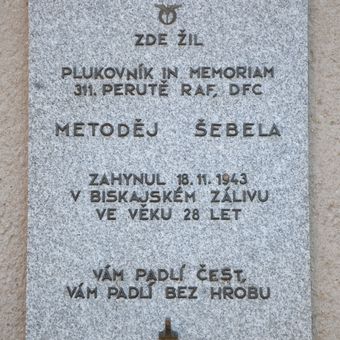 ZDE ŽIL
PLUKOVNÍK IN MEMORIAM
311. PERUTĚ RAF, DFC
METODĚJ ŠEBELA
ZAHYNUL 18.11.1943
V BISKAJSKÉM ZÁLIVU
VE VĚKU 28 LET
VÁM PADLÍ ČEST,
VÁM PADLÍ BEZ HROBU